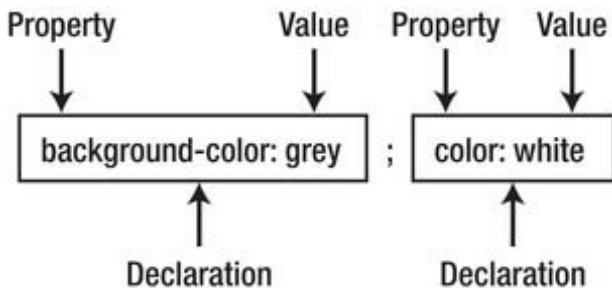 Property Value Property Value
background-color: grey ; color: white
Declaration Declaration